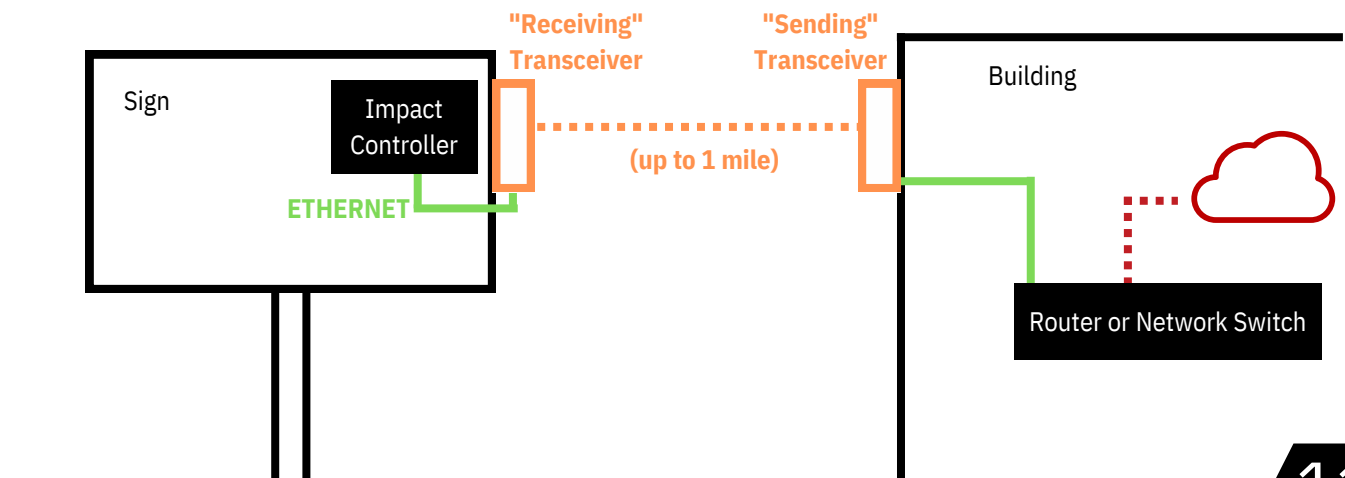 "Receiving"
Transceiver
"Sending"
Transceiver
Sign
Impact
Controller
Building
(up to 1 mile)
ETHERNET
Router or Network Switch